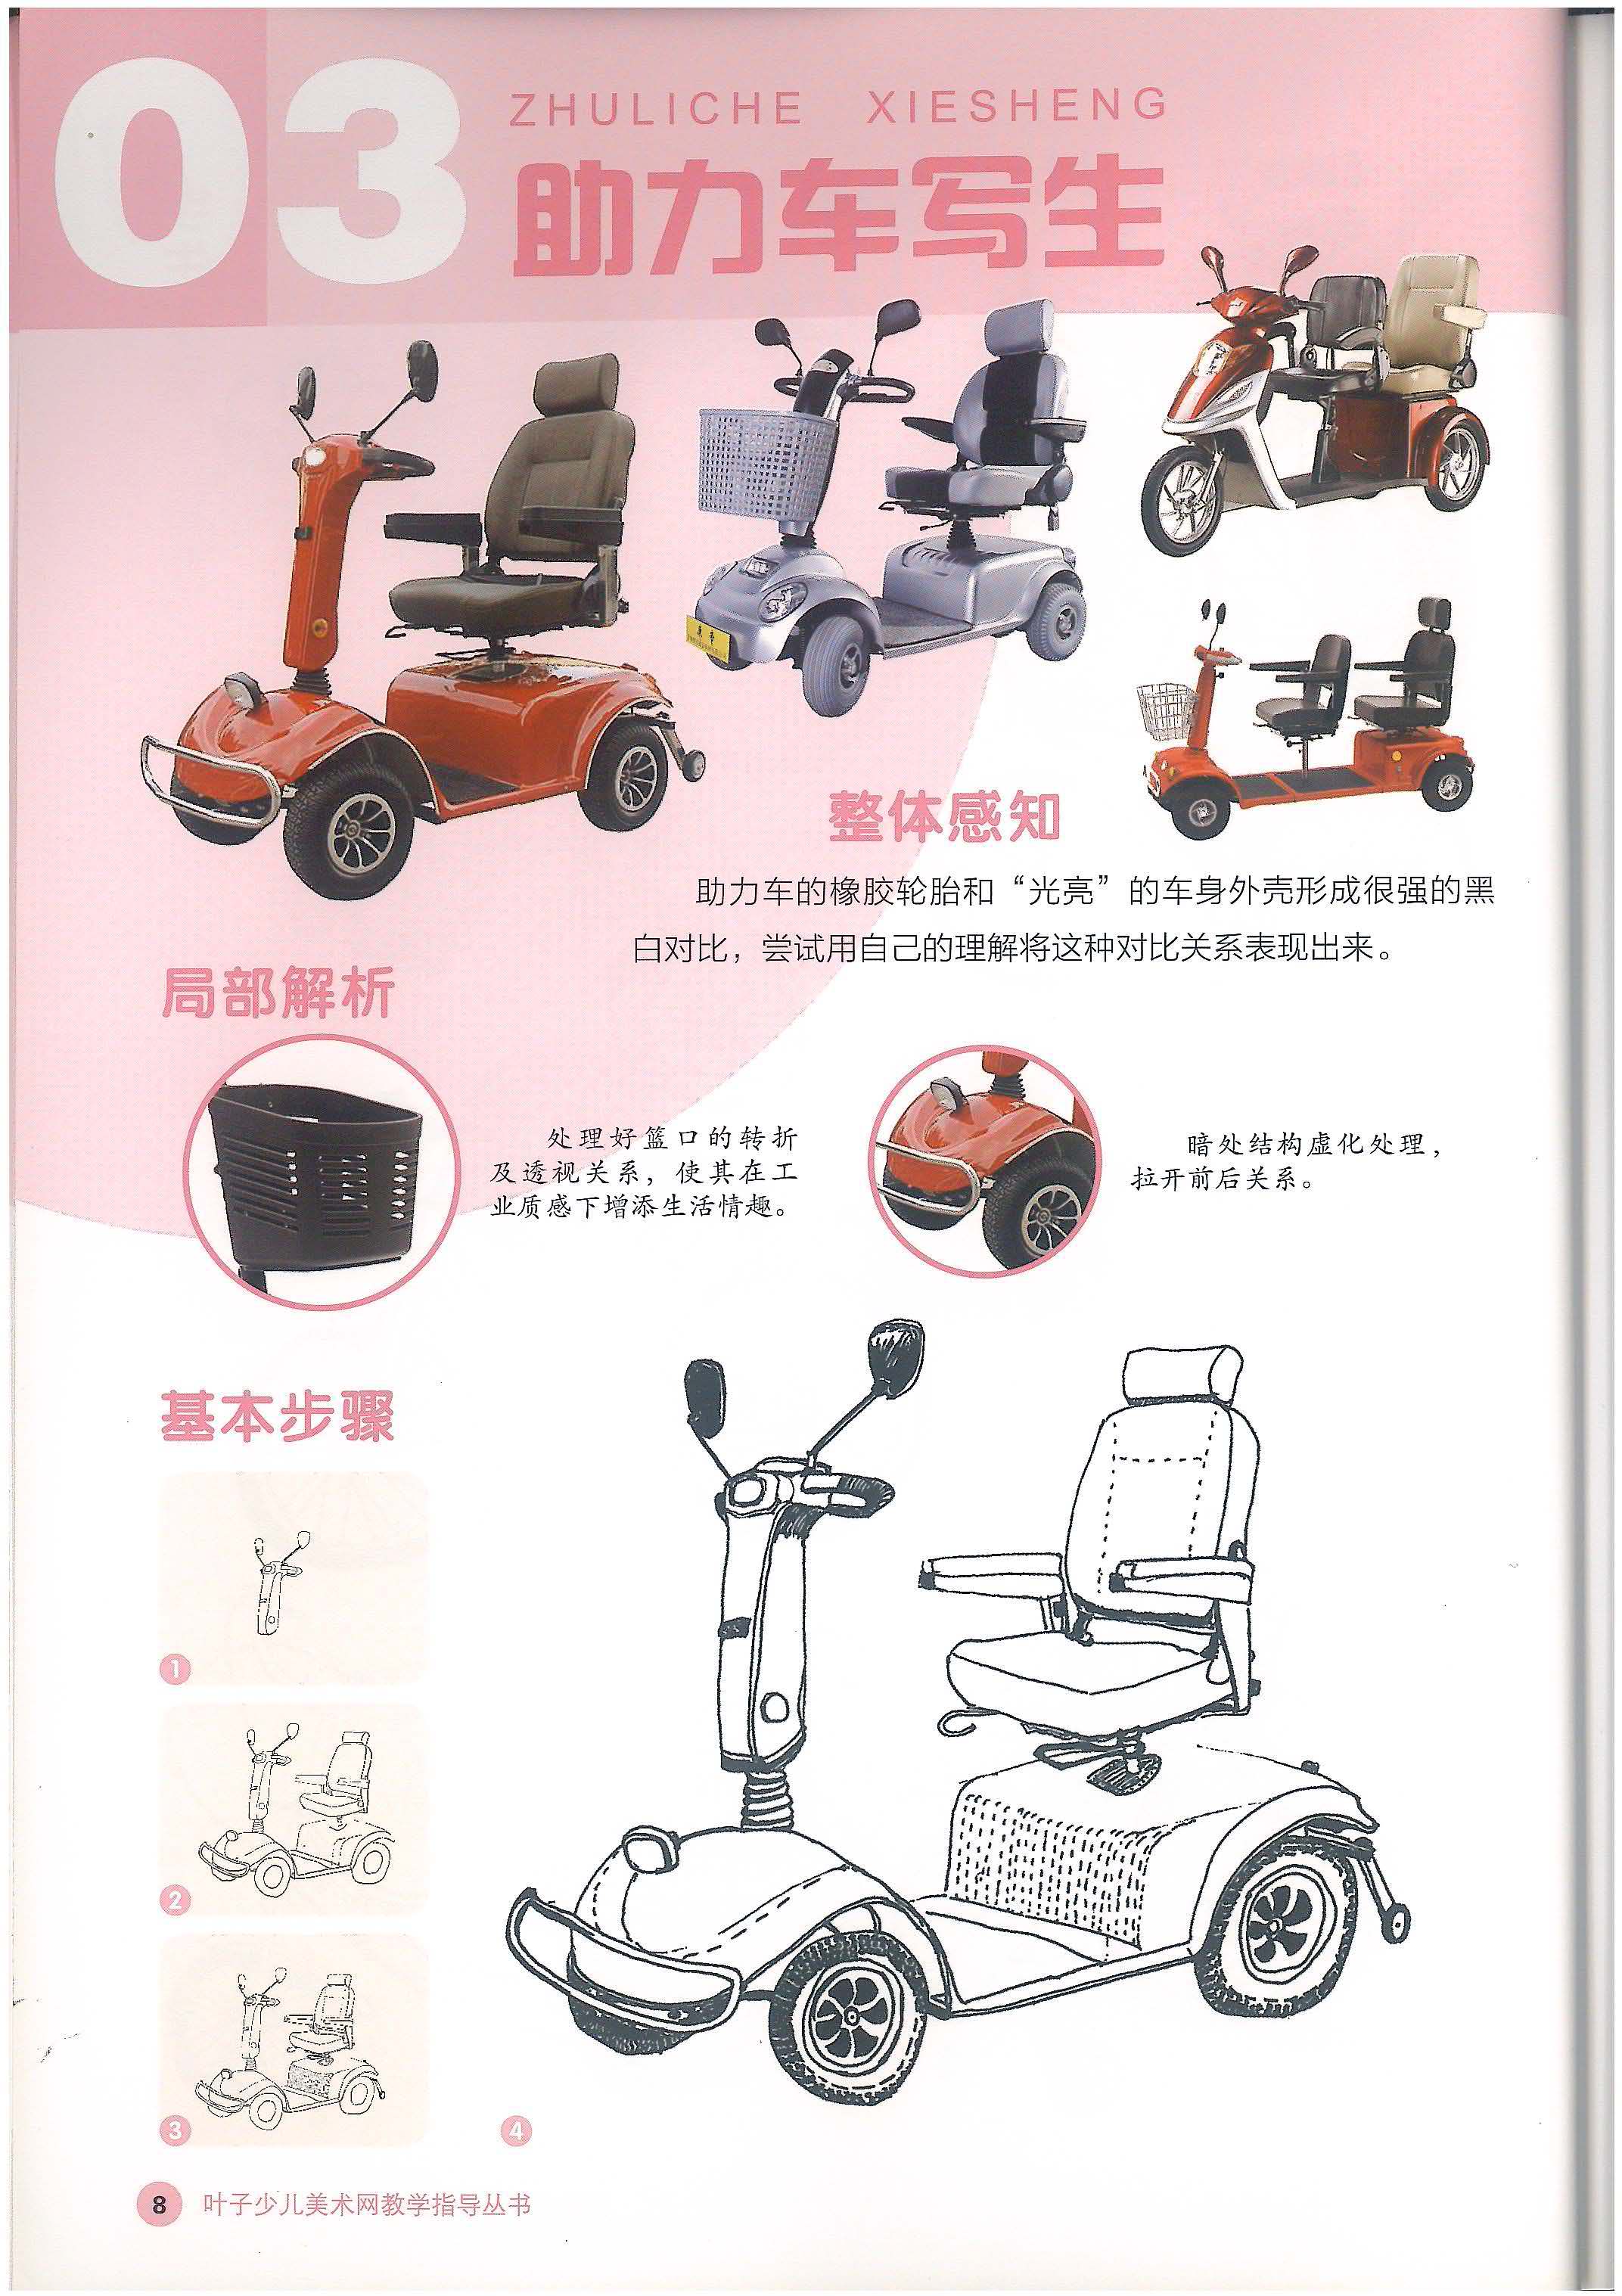 03
ZHULICHE XIESHENG
助力车写生
整体感知
助力车的橡胶轮胎和“光亮”的车身外壳形成很强的黑
白对比，尝试用自己的理解将这种对比关系表现出来。
局部解析
处理好篮口的转折
及透视关系，使其在工
业质感下增添生活情趣。
暗处结构虚化处理，
拉开前后关系。
基本步骤
1
2
3
4
8 叶子少儿美术网教学指导丛书